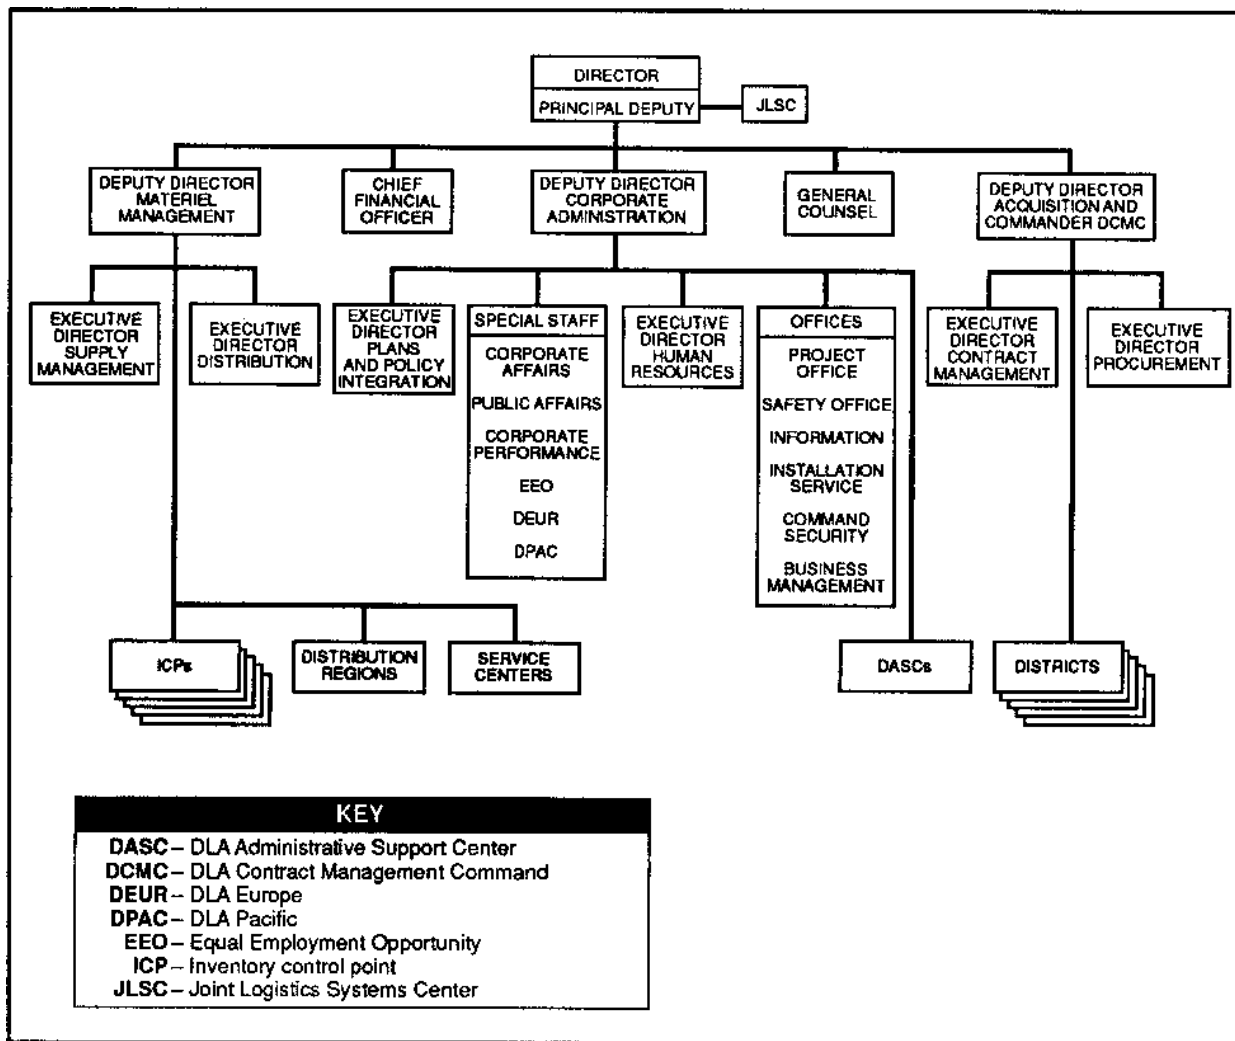 DIRECTOR
PRINCIPAL DEPUTY
JLSC
DEPUTY DIRECTOR
MATERIEL
MANAGEMENT
CHIEF
FINANCIAL
OFFICER
DEPUTY DIRECTOR
CORPORATE
ADMINISTRATION
GENERAL
COUNSEL
DEPUTY DIRECTOR
ACQUISITION AND
COMMANDER DCMC
EXECUTIVE
DIRECTOR
SUPPLY
MANAGEMENT
EXECUTIVE
DIRECTOR
DISTRIBUTION
EXECUTIVE
DIRECTOR
PLANS
AND POLICY
INTEGRATION
SPECIAL STAFF
CORPORATE
AFFAIRS
PUBLIC AFFAIRS
CORPORATE
PERFORMANCE
EEO
DEUR
DPAC
EXECUTIVE
DIRECTOR
HUMAN
RESOURCES
OFFICES
PROJECT
OFFICE
SAFETY OFFICE
INFORMATION
INSTALLATION
SERVICE
COMMAND
SECURITY
BUSINESS
MANAGEMENT
EXECUTIVE
DIRECTOR
CONTRACT
MANAGEMENT
EXECUTIVE
DIRECTOR
PROCUREMENT
ICPs
DISTRIBUTION
REGIONS
SERVICE
CENTERS
DASCs
DISTRICTS
KEY
DASC – DLA Administrative Support Center
DCMC – DLA Contract Management Command
DEUR – DLA Europe
DPAC – DLA Pacific
EEO – Equal Employment Opportunity
ICP – Inventory control point
JLSC – Joint Logistics Systems Center